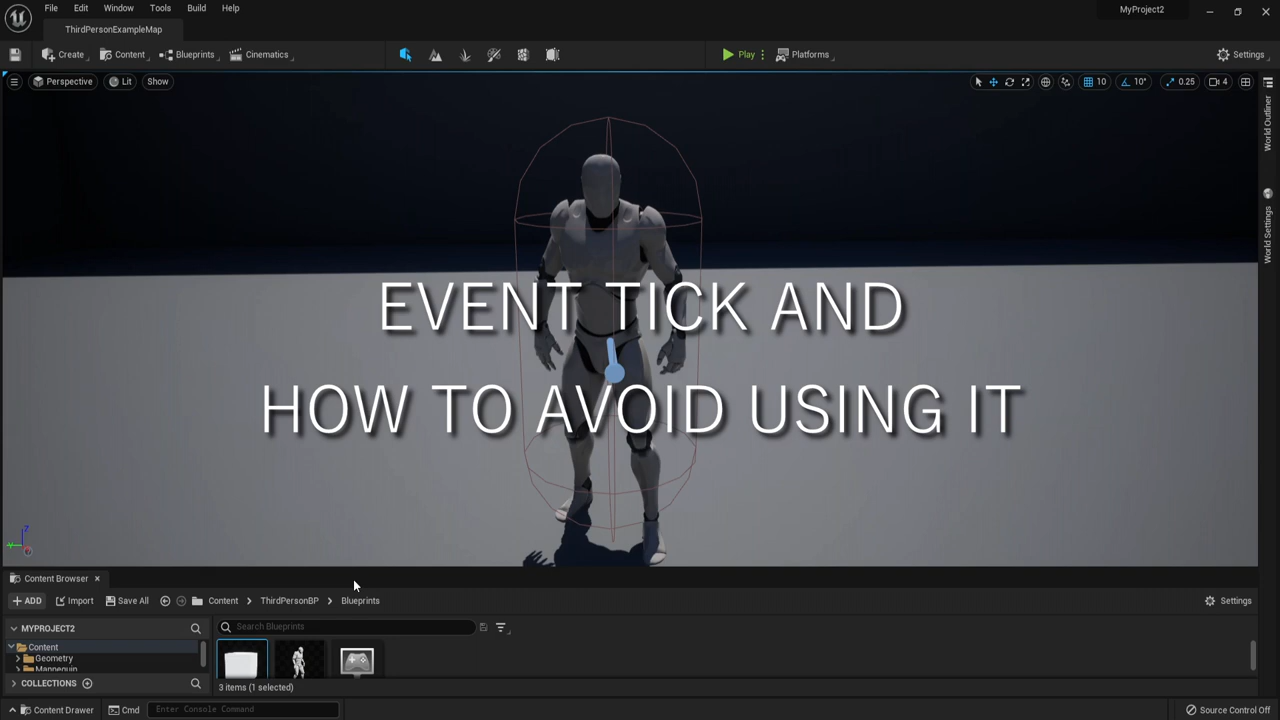 File Edit Window Tools Build Help
MyProject2
ThirdPersonExampleMap
Create Content Blueprints Cinematics Play Platforms Settings
Perspective Lit Show 10 10° 0.25 4
World Outliner
World Settings
EVENT TICK AND
HOW TO AVOID USING IT
Z
Y
Content Browser
ADD Import Save All Content ThirdPersonBP Blueprints Settings
MYPROJECT2
Search Blueprints
Content
Geometry
Mannequin
COLLECTIONS
3 items (1 selected)
Content Drawer Cmd Enter Console Command Source Control Off